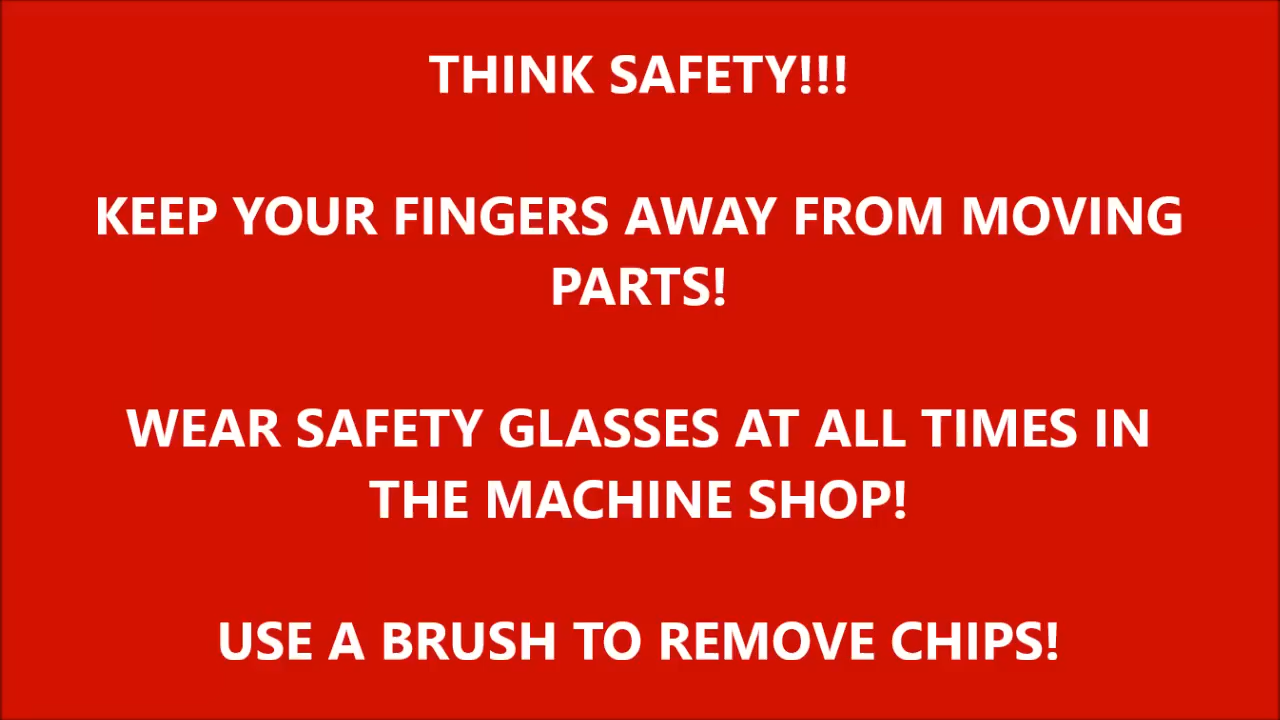 THINK SAFETY!!!
KEEP YOUR FINGERS AWAY FROM MOVING
PARTS!
WEAR SAFETY GLASSES AT ALL TIMES IN
THE MACHINE SHOP!
USE A BRUSH TO REMOVE CHIPS!